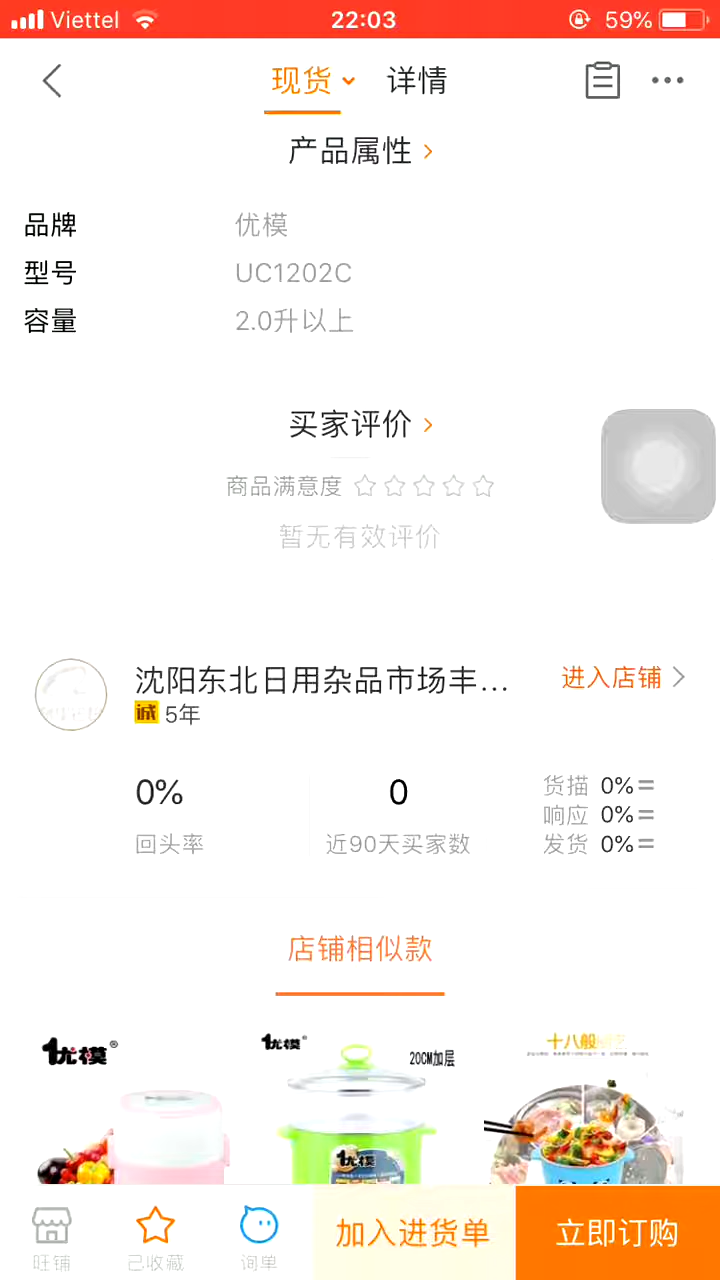 Viettel 22:03 59%
现货 详情
产品属性
品牌 优模
型号 UC1202C
容量 2.0升以上
买家评价
商品满意度
暂无有效评价
沈阳东北日用杂品市场丰... 进入店铺
诚 5年
0% 0 货描 0%
响应 0%
回头率 近90天买家数 发货 0%
店铺相似款
优模®
优模® 20CM加层
优模
十八般
旺铺 已收藏 询单 加入进货单 立即订购